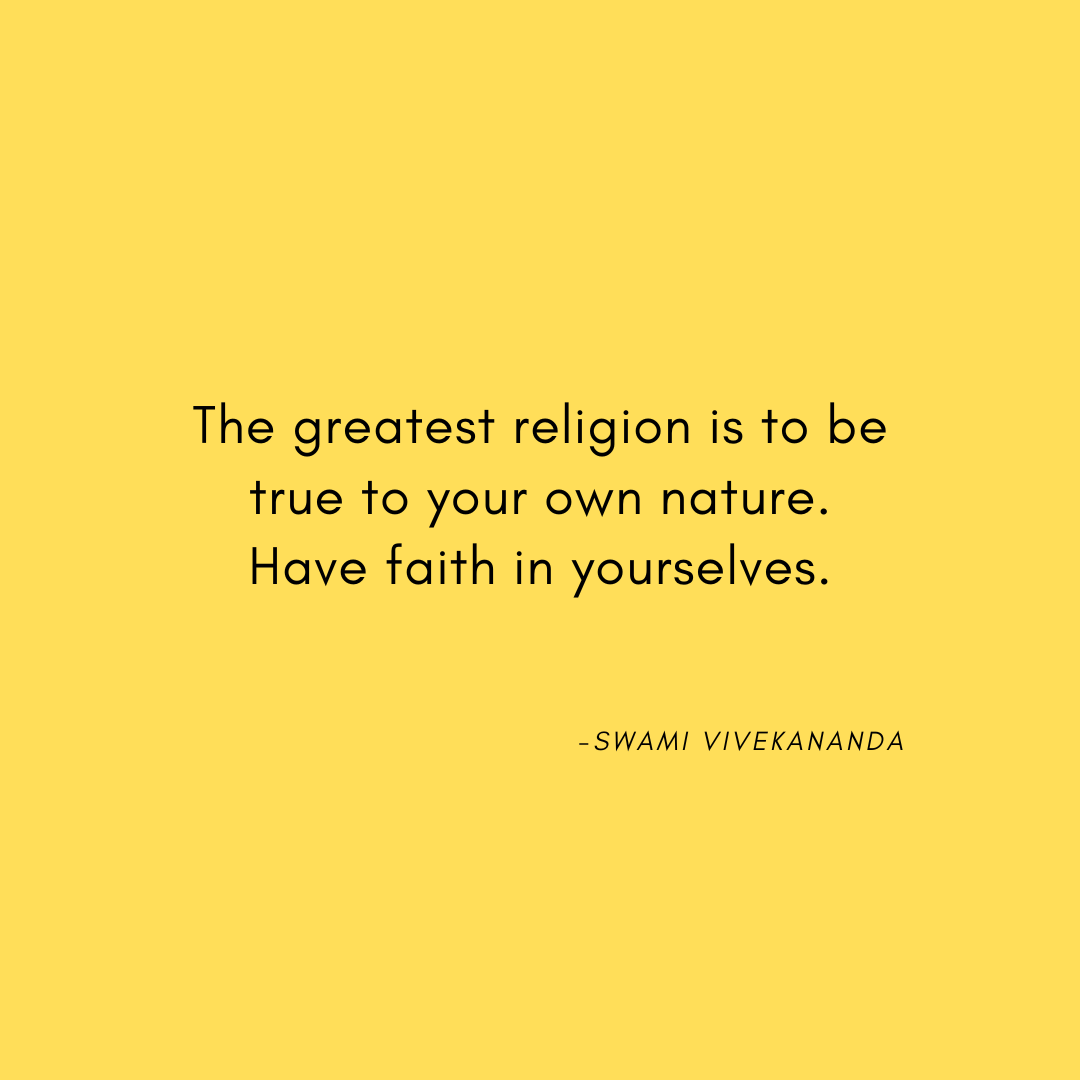 The greatest religion is to be
true to your own nature.
Have faith in yourselves.
-SWAMI VIVEKANANDA